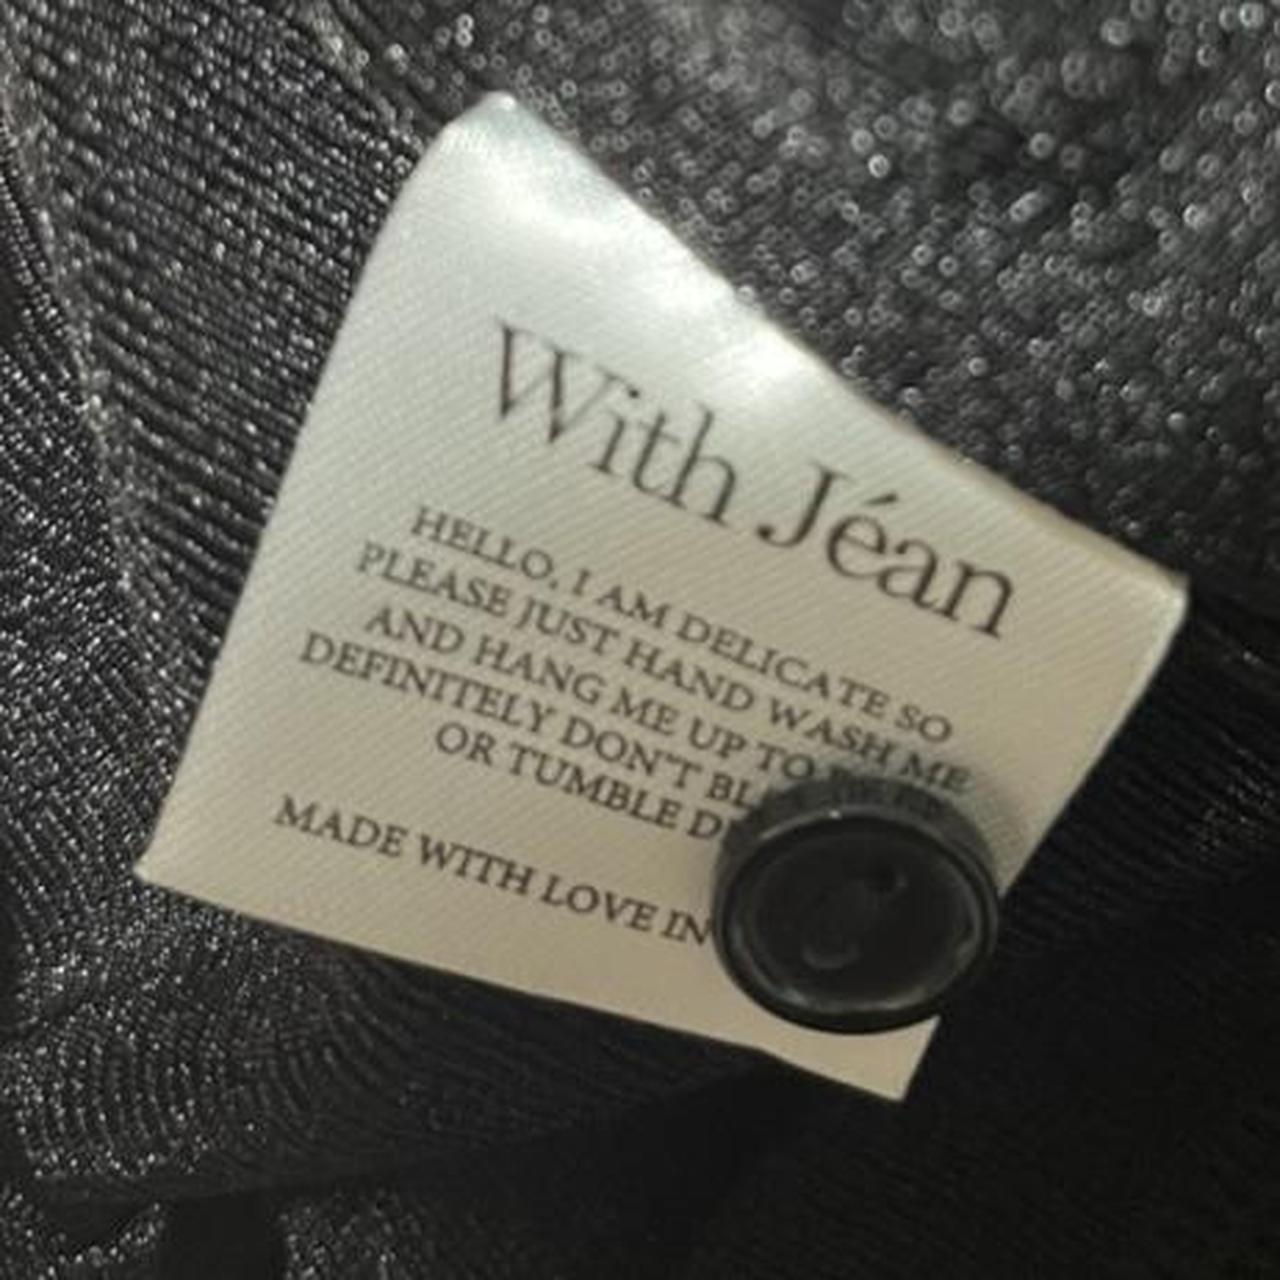 With Jéan
HELLO, I AM DELICATE SO
PLEASE JUST HAND WASH ME
AND HANG ME UP TO
DEFINITELY DON'T
OR TUMBLE
MADE WITH LOVE IN